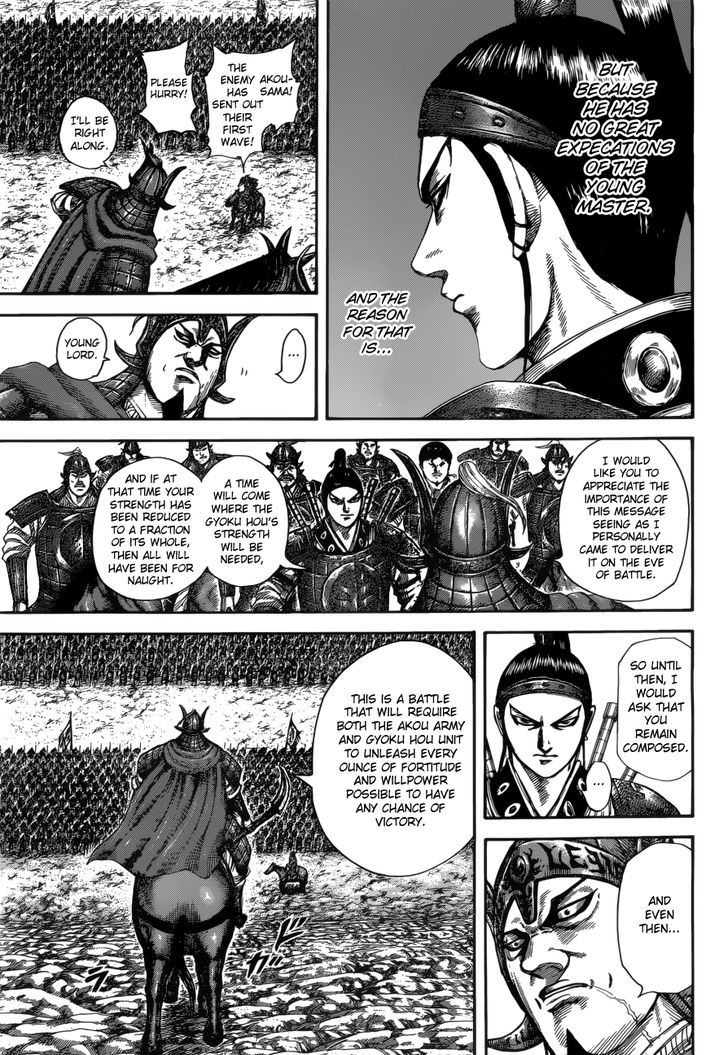 BUT
BECAUSE
HE HAS
NO GREAT
EXPECATIONS
OF THE
YOUNG
MASTER.
AND THE
REASON
FOR THAT
IS...
AKOU-
SAMA!
THE
ENEMY
HAS
SENT OUT
THEIR
FIRST
WAVE!
PLEASE
HURRY!
I'LL BE
RIGHT
ALONG.
...
YOUNG
LORD.
I WOULD
LIKE YOU TO
APPRECIATE THE
IMPORTANCE OF
THIS MESSAGE
SEEING AS I
PERSONALLY
CAME TO DELIVER
IT ON THE EVE
OF BATTLE.
A TIME
WILL COME
WHERE THE
GYOKU HOU'S
STRENGTH
WILL BE
NEEDED,
AND IF AT
THAT TIME YOUR
STRENGTH HAS
BEEN REDUCED
TO A FRACTION
OF ITS WHOLE,
THEN ALL WILL
HAVE BEEN FOR
NAUGHT.
SO UNTIL
THEN, I
WOULD
ASK THAT
YOU
REMAIN
COMPOSED.
...
AND
EVEN
THEN...
THIS IS A BATTLE
THAT WILL REQUIRE
BOTH THE AKOU ARMY
AND GYOKU HOU UNIT
TO UNLEASH EVERY
OUNCE OF FORTITUDE
AND WILLPOWER
POSSIBLE TO HAVE
ANY CHANCE OF
VICTORY.
ドガッ